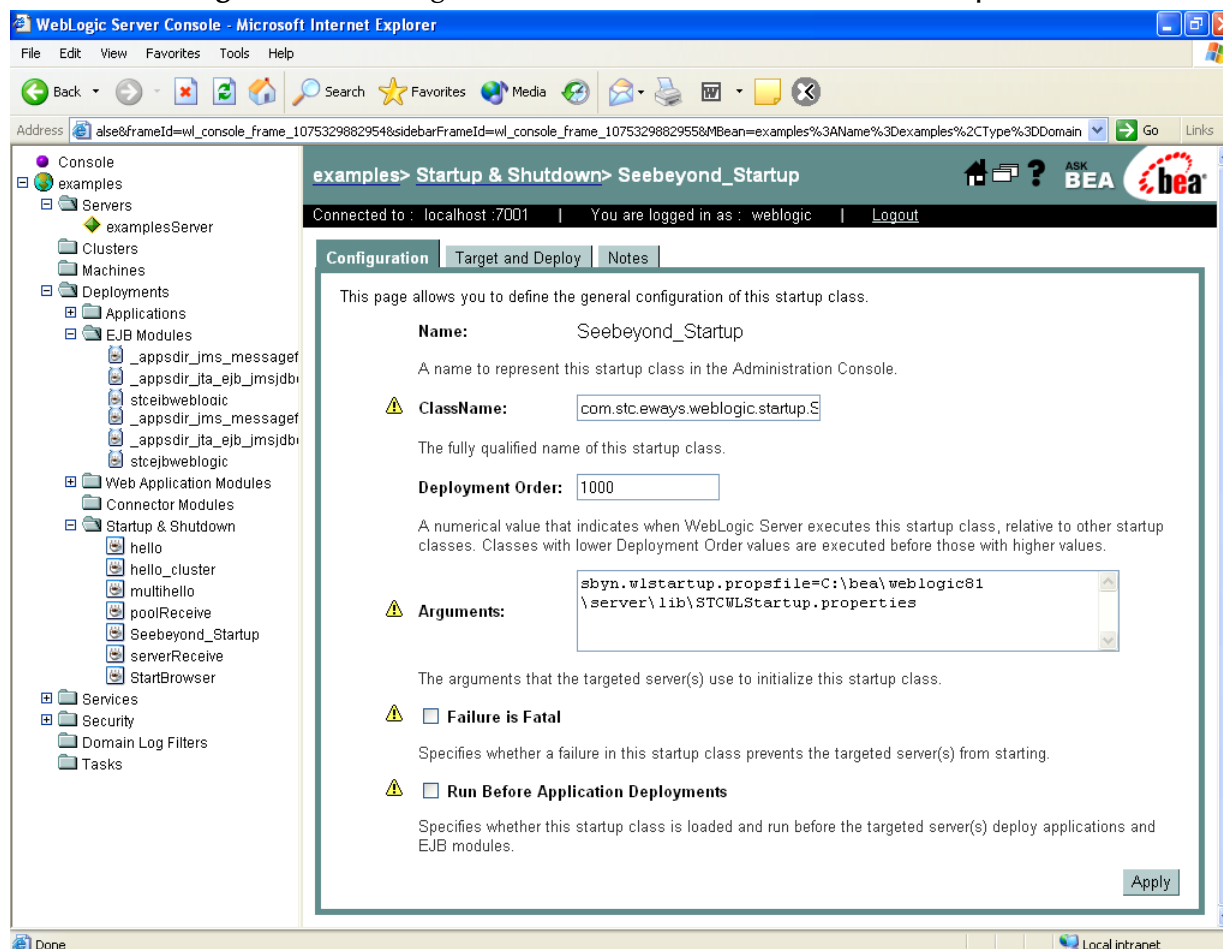 WebLogic Server Console - Microsoft Internet Explorer
File Edit View Favorites Tools Help
Back Search Favorites Media
Address alse&frameId=wl_console_frame_1075329882954&sidebarFrameId=wl_console_frame_1075329882955&MBean=examples%3AName%3Dexamples%2CType%3DDomain Go Links
Console
examples
Servers
examplesServer
Clusters
Machines
Deployments
Applications
EJB Modules
_appsdir_jms_messagef
_appsdir_jta_ejb_jmsjdb
stceibweblogic
_appsdir_jms_messagef
_appsdir_jta_ejb_jmsjdb
stcejbweblogic
Web Application Modules
Connector Modules
Startup & Shutdown
hello
hello_cluster
multihello
poolReceive
Seebeyond_Startup
serverReceive
StartBrowser
Services
Security
Domain Log Filters
Tasks
examples> Startup & Shutdown> Seebeyond_Startup ? ASK BEA bea
Connected to : localhost :7001 | You are logged in as : weblogic | Logout
Configuration Target and Deploy Notes
This page allows you to define the general configuration of this startup class.
Name: Seebeyond_Startup
A name to represent this startup class in the Administration Console.
ClassName: com.stc.eways.weblogic.startup.S
The fully qualified name of this startup class.
Deployment Order: 1000
A numerical value that indicates when WebLogic Server executes this startup class, relative to other startup
classes. Classes with lower Deployment Order values are executed before those with higher values.
Arguments: sbyn.wlstartup.propsfile=C:\bea\weblogic81
\server\lib\STCWLStartup.properties
The arguments that the targeted server(s) use to initialize this startup class.
Failure is Fatal
Specifies whether a failure in this startup class prevents the targeted server(s) from starting.
Run Before Application Deployments
Specifies whether this startup class is loaded and run before the targeted server(s) deploy applications and
EJB modules.
Apply
Done Local intranet